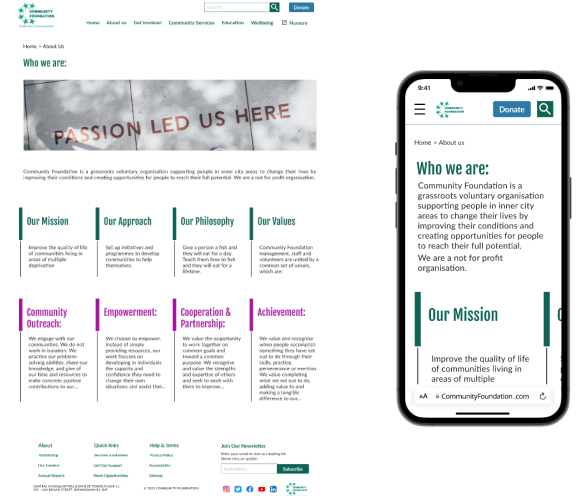 COMMUNITY
FOUNDATION
Search...
Donate
Home About us Get Involved Community Services Education Wellbeing Nursery
Home > About Us
Who we are:
PASSION LED US HERE
Community Foundation is a grassroots voluntary organisation supporting people in inner city areas to change their lives by
improving their conditions and creating opportunities for people to reach their full potential. We are a not for profit organisation.
Our Mission
Improve the quality of life
of communities living in
areas of multiple
deprivation
Our Approach
Set up initiatives and
programmes to develop
communities to help
themselves.
Our Philosophy
Give a person a fish and
they will eat for a day.
Teach them how to fish
and they will eat for a
lifetime.
Our Values
Community Foundation
management, staff and
volunteers are united by a
common set of values,
which are:
Community
Outreach:
We engage with our
communities. We do not
work in isolation. We
practice our problem-
solving abilities, share our
knowledge, and give of
our time and resources to
make concrete positive
contributions to our...
Empowerment:
We choose to empower.
Instead of simply
providing resources, our
work focuses on
developing in individuals
the capacity and
confidence they need to
change their own
situations and assist thei...
Cooperation &
Partnership:
We value the opportunity
to work together on
common goals and
toward a common
purpose. We recognise
and value the strengths
and expertise of others
and seek to work with
them to improve...
Achievement:
We value and recognise
when people accomplish
something they have set
out to do through their
skills, practice,
perseverance or exertion.
We value completing
what we set out to do,
adding value to and
making a tangible
difference to our...
About
Partnership
Our Funders
Annual Reports
Quick links
Become a volunteer
Get Our Support
Work Opportunities
Help & terms
Privacy Policy
Accessibility
Sitemap
Join Our Newsletter
Enter your email to join our mailing list
Subscribe
© 2023 COMMUNITY FOUNDATION
9:41
COMMUNITY
FOUNDATION
Donate
Home > About us
Who we are:
Community Foundation is a
grassroots voluntary organisation
supporting people in inner city
areas to change their lives by
improving their conditions and
creating opportunities for people
to reach their full potential.
We are a not for profit
organisation.
Our Mission
Improve the quality of life
of communities living in
areas of multiple
AA CommunityFoundation .com